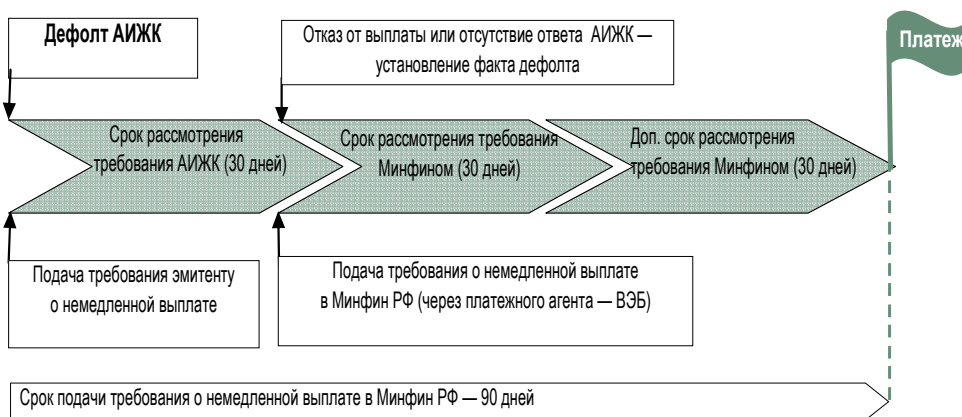 Дефолт АИЖК
Отказ от выплаты или отсутствие ответа АИЖК —
установление факта дефолта
Платеж
Срок рассмотрения
требования АИЖК (30 дней)
Срок рассмотрения требования
Минфином (30 дней)
Доп. срок рассмотрения
требования Минфином (30 дней)
Подача требования эмитенту
о немедленной выплате
Подача требования о немедленной выплате
в Минфин РФ (через платежного агента — ВЭБ)
Срок подачи требования о немедленной выплате в Минфин РФ — 90 дней